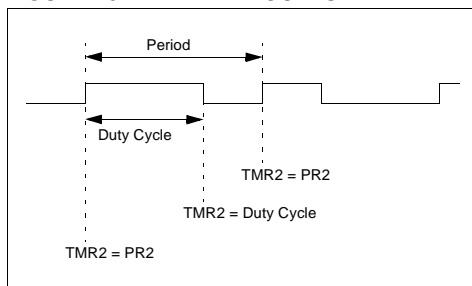 Period
Duty Cycle
TMR2 = PR2
TMR2 = Duty Cycle
TMR2 = PR2